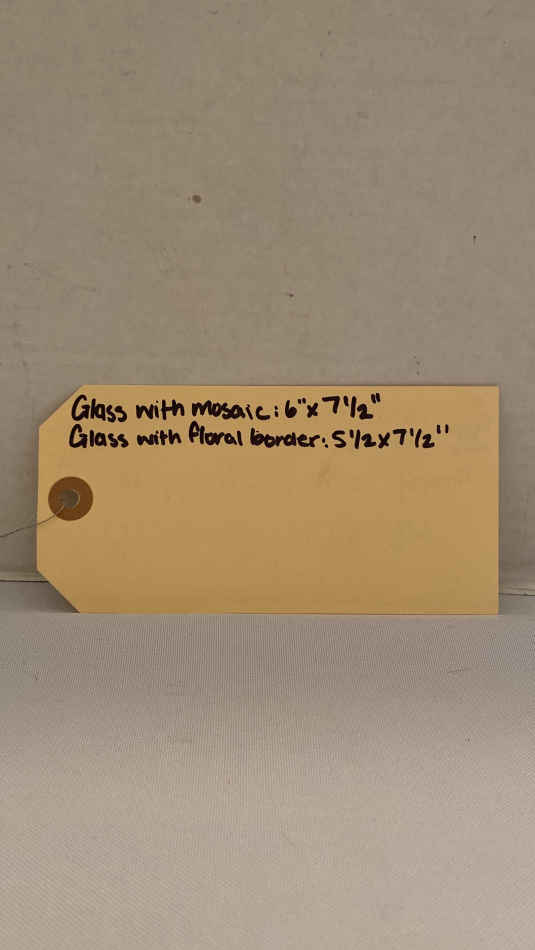 Glass with mosaic: 6"x 7 1/2"
Glass with floral border: 5 1/2 x 7 1/2''